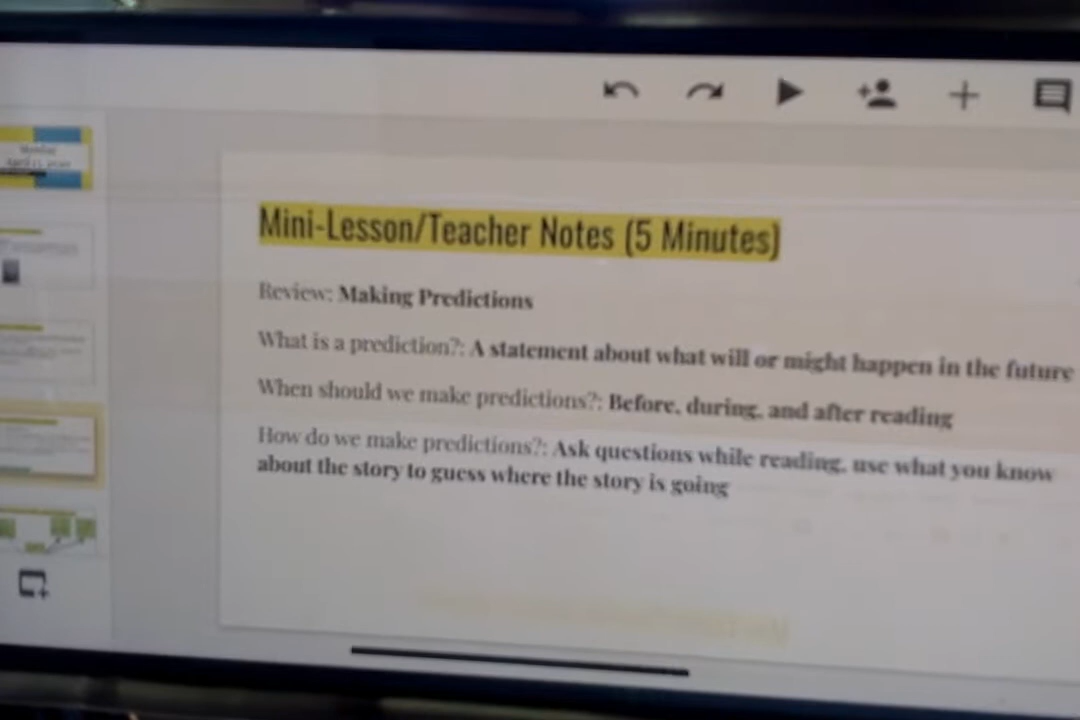 Mini-Lesson/Teacher Notes (5 Minutes)
Review: Making Predictions
What is a prediction?: A statement about what will or might happen in the future
When should we make predictions?: Before, during, and after reading
How do we make predictions?: Ask questions while reading, use what you know
about the story to guess where the story is going